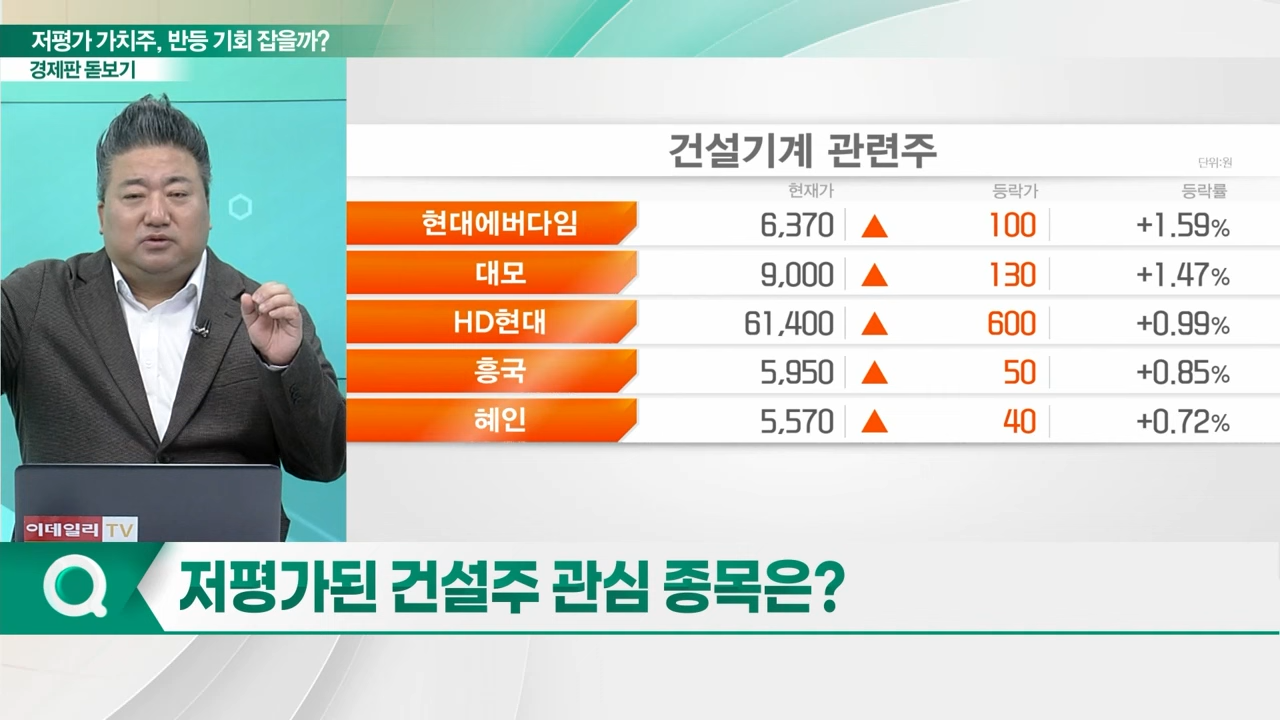 저평가 가치주, 반등 기회 잡을까?
경제판 돋보기
건설기계 관련주
단위:원
현재가 등락가 등락률
현대에버다임 6,370 ▲ 100 +1.59%
대모 9,000 ▲ 130 +1.47%
HD현대 61,400 ▲ 600 +0.99%
흥국 5,950 ▲ 50 +0.85%
혜인 5,570 ▲ 40 +0.72%
이데일리 TV
저평가된 건설주 관심 종목은?